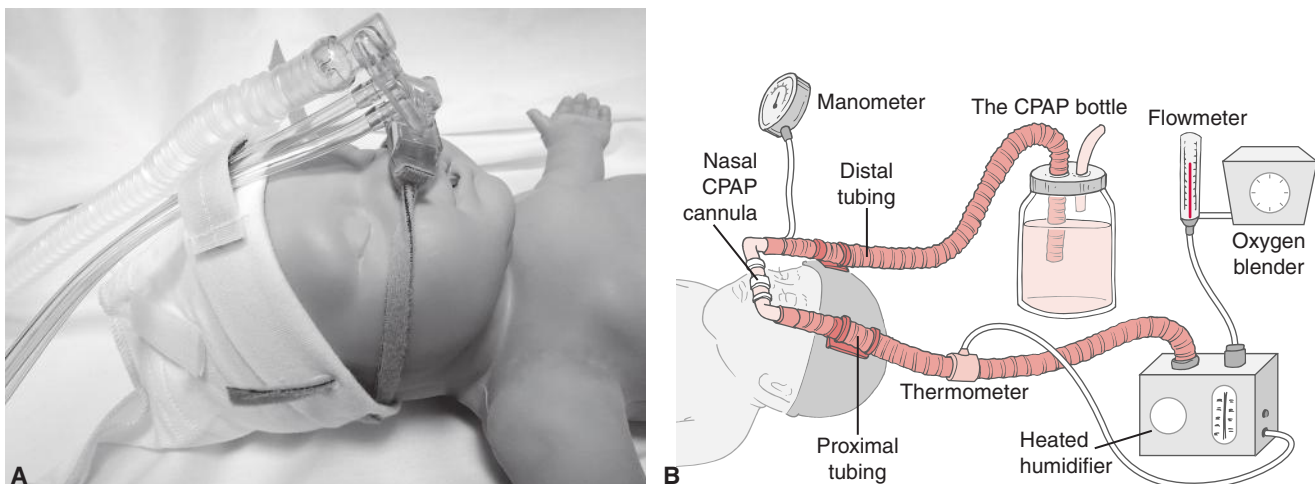 A
Manometer
The CPAP bottle
Flowmeter
Nasal
CPAP
cannula
Distal
tubing
Oxygen
blender
Thermometer
Proximal
tubing
Heated
humidifier
B